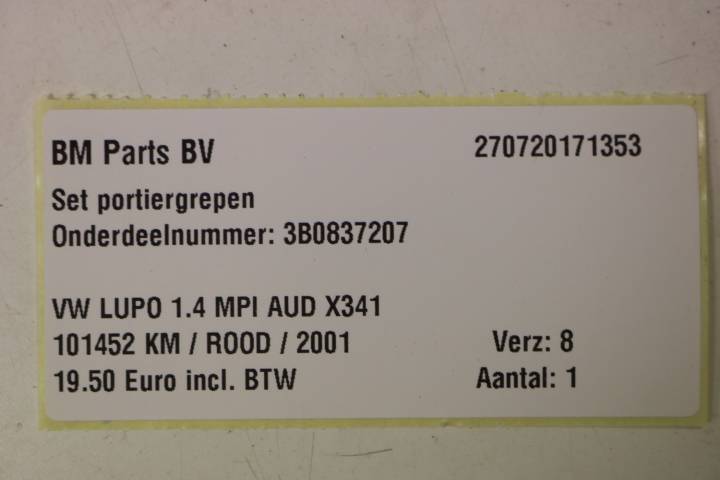 BM Parts BV 270720171353
Set portiergrepen
Onderdeelnummer: 3B0837207
VW LUPO 1.4 MPI AUD X341
101452 KM / ROOD / 2001 Verz: 8
19.50 Euro incl. BTW Aantal: 1